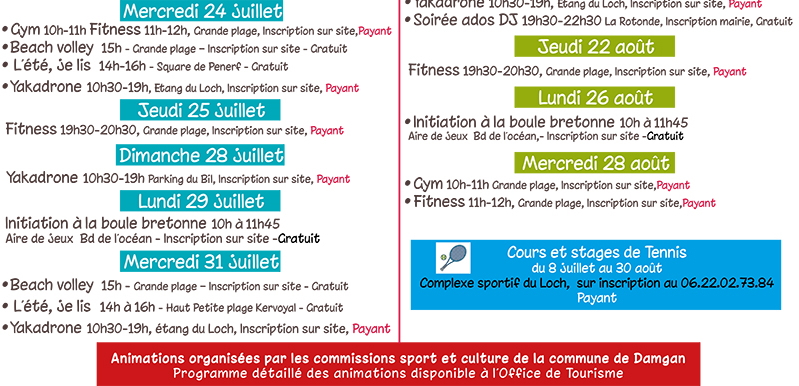 Mercredi 24 Juillet
• Gym 10h-11h Fitness 11h-12h, Grande plage, Inscription sur site,Payant
• Beach volley 15h - Grande plage – Inscription sur site - Gratuit
• L'été, je lis 14h-16h - Square de Penerf - Gratuit
• Yakadrone 10h30-19h, Etang du Loch, Inscription sur site, Payant
Jeudi 25 Juillet
Fitness 19h30-20h30, Grande plage, Inscription sur site, Payant
Dimanche 28 Juillet
Yakadrone 10h30-19h Parking du Bil, Inscription sur site, Payant
Lundi 29 Juillet
Initiation à la boule bretonne 10h à 11h45
Aire de Jeux Bd de l'océan - Inscription sur site -Gratuit
Mercredi 31 Juillet
• Beach volley 15h - Grande plage – Inscription sur site - Gratuit
• L'été, je lis 14h à 16h - Haut Petite plage Kervoyal - Gratuit
• Yakadrone 10h30-19h, étang du Loch, Inscription sur site, Payant
• Yakadrone 10h30-19h, Etang du Loch, Inscription sur site, Payant
• Soirée ados DJ 19h30-22h30 La Rotonde, Inscription mairie, Gratuit
Jeudi 22 août
Fitness 19h30-20h30, Grande plage, Inscription sur site, Payant
Lundi 26 août
• Initiation à la boule bretonne 10h à 11h45
Aire de Jeux Bd de l'océan,- Inscription sur site -Gratuit
Mercredi 28 août
• Gym 10h-11h Grande plage, Inscription sur site,Payant
• Fitness 11h-12h, Grande plage, Inscription sur site,Payant
Cours et stages de Tennis
du 8 Juillet au 30 août
Complexe sportif du Loch, sur inscription au 06.22.02.73.84
Payant
Animations organisées par les commissions sport et culture de la commune de Damgan
Programme détaillé des animations disponible à l'Office de Tourisme